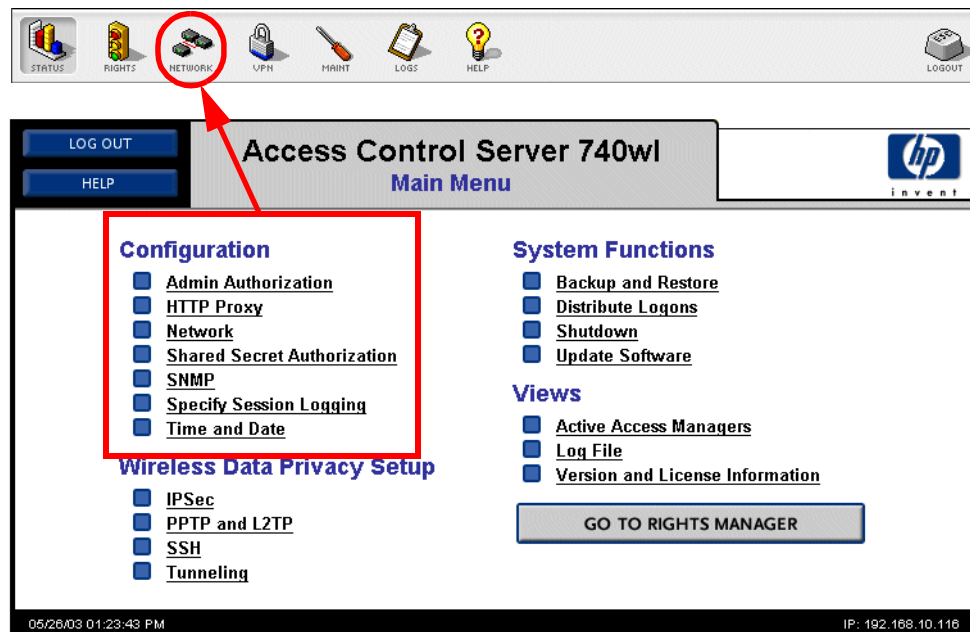 STATUS
RIGHTS
NETWORK
VPN
MAINT
LOGS
HELP
LOGOUT
LOG OUT
HELP
Access Control Server 740wl
Main Menu
hp
invent
Configuration
Admin Authorization
HTTP Proxy
Network
Shared Secret Authorization
SNMP
Specify Session Logging
Time and Date
Wireless Data Privacy Setup
IPSec
PPTP and L2TP
SSH
Tunneling
System Functions
Backup and Restore
Distribute Logons
Shutdown
Update Software
Views
Active Access Managers
Log File
Version and License Information
GO TO RIGHTS MANAGER
05/26/03 01:23:43 PM
IP: 192.168.10.116